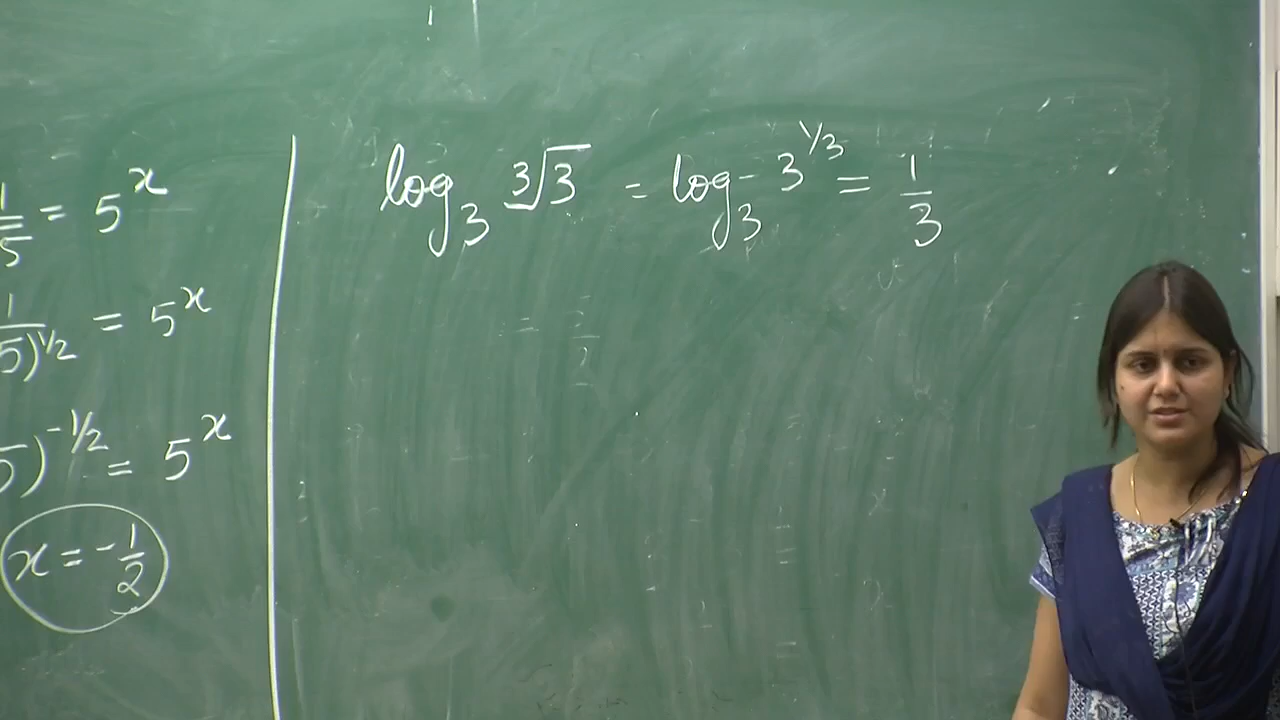 1/5 = 5^x
1/5)^1/2 = 5^x
5)^-1/2 = 5^x
x = -1/2
log_3 ∛3 = log_3 3^1/3 = 1/3